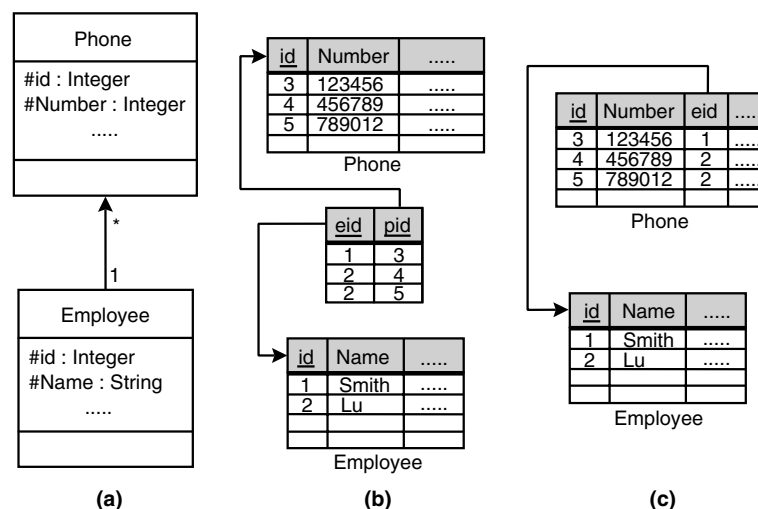 Phone
#id : Integer
#Number : Integer
.....
*
1
Employee
#id : Integer
#Name : String
.....
(a)
id Number .....
3 123456 .....
4 456789 .....
5 789012 .....
Phone
eid pid
1 3
2 4
2 5
id Name .....
1 Smith .....
2 Lu .....
Employee
(b)
id Number eid ....
3 123456 1 .....
4 456789 2 .....
5 789012 2 .....
Phone
id Name .....
1 Smith .....
2 Lu .....
Employee
(c)